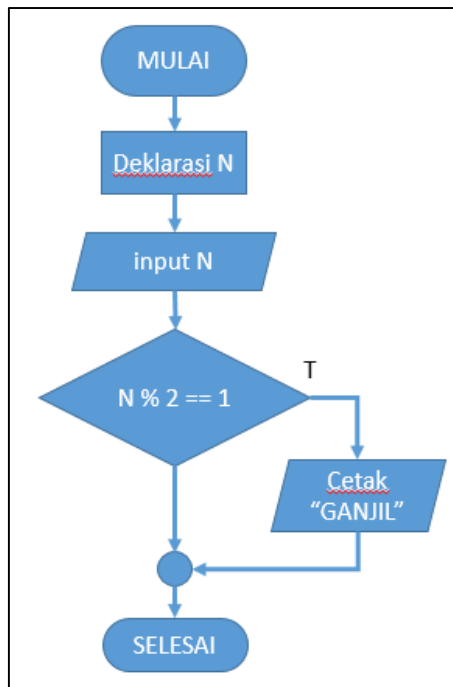 MULAI
Deklarasi N
input N
N % 2 == 1
T
Cetak
“GANJIL”
SELESAI